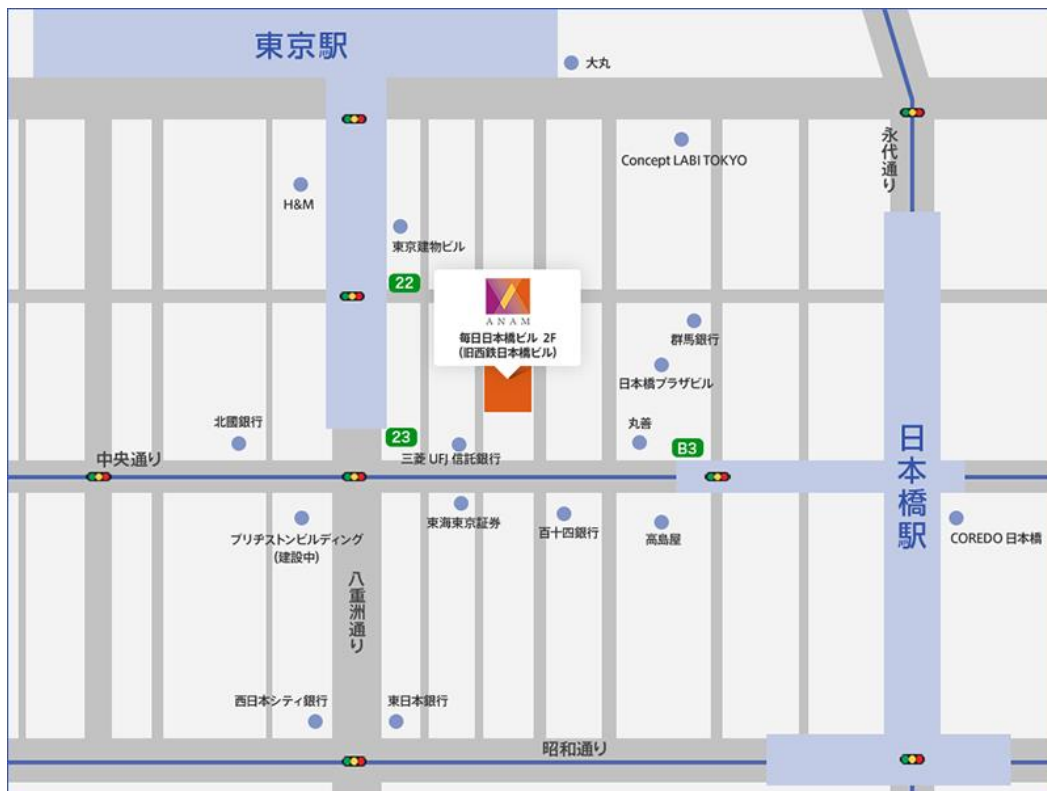 東京駅
大丸
Concept LABI TOKYO
永代通り
H&M
東京建物ビル
22
ANAM
毎日日本橋ビル 2F
(旧西鉄日本橋ビル)
群馬銀行
日本橋プラザビル
北國銀行
丸善
23
B3
中央通り
三菱 UFJ 信託銀行
日本橋駅
東海東京証券
百十四銀行
高島屋
COREDO 日本橋
ブリヂストンビルディング
(建設中)
八重洲通り
西日本シティ銀行
東日本銀行
昭和通り